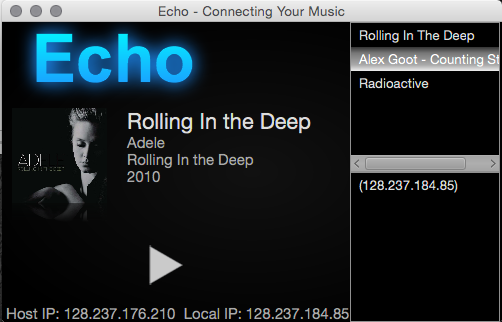 Echo - Connecting Your Music
Echo
Rolling In the Deep
Adele
Rolling in the Deep
2010
Host IP: 128.237.176.210 Local IP: 128.237.184.85
Rolling In The Deep
Alex Goot - Counting St
Radioactive
(128.237.184.85)
ADELE